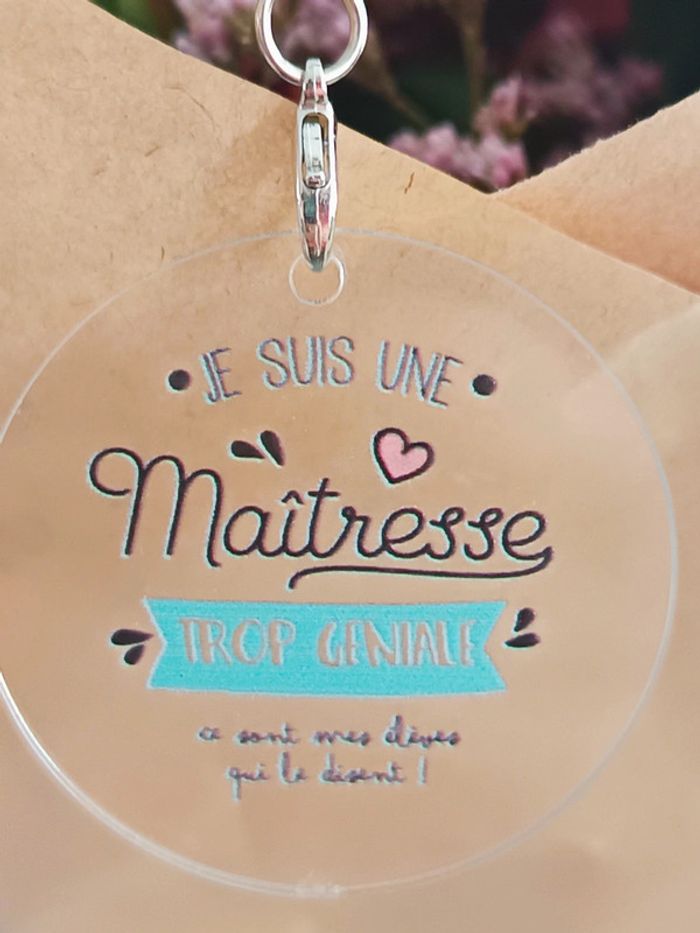 JE SUIS UNE
Maîtresse
TROP GENIALE
ce sont mes élèves
qui le disent !